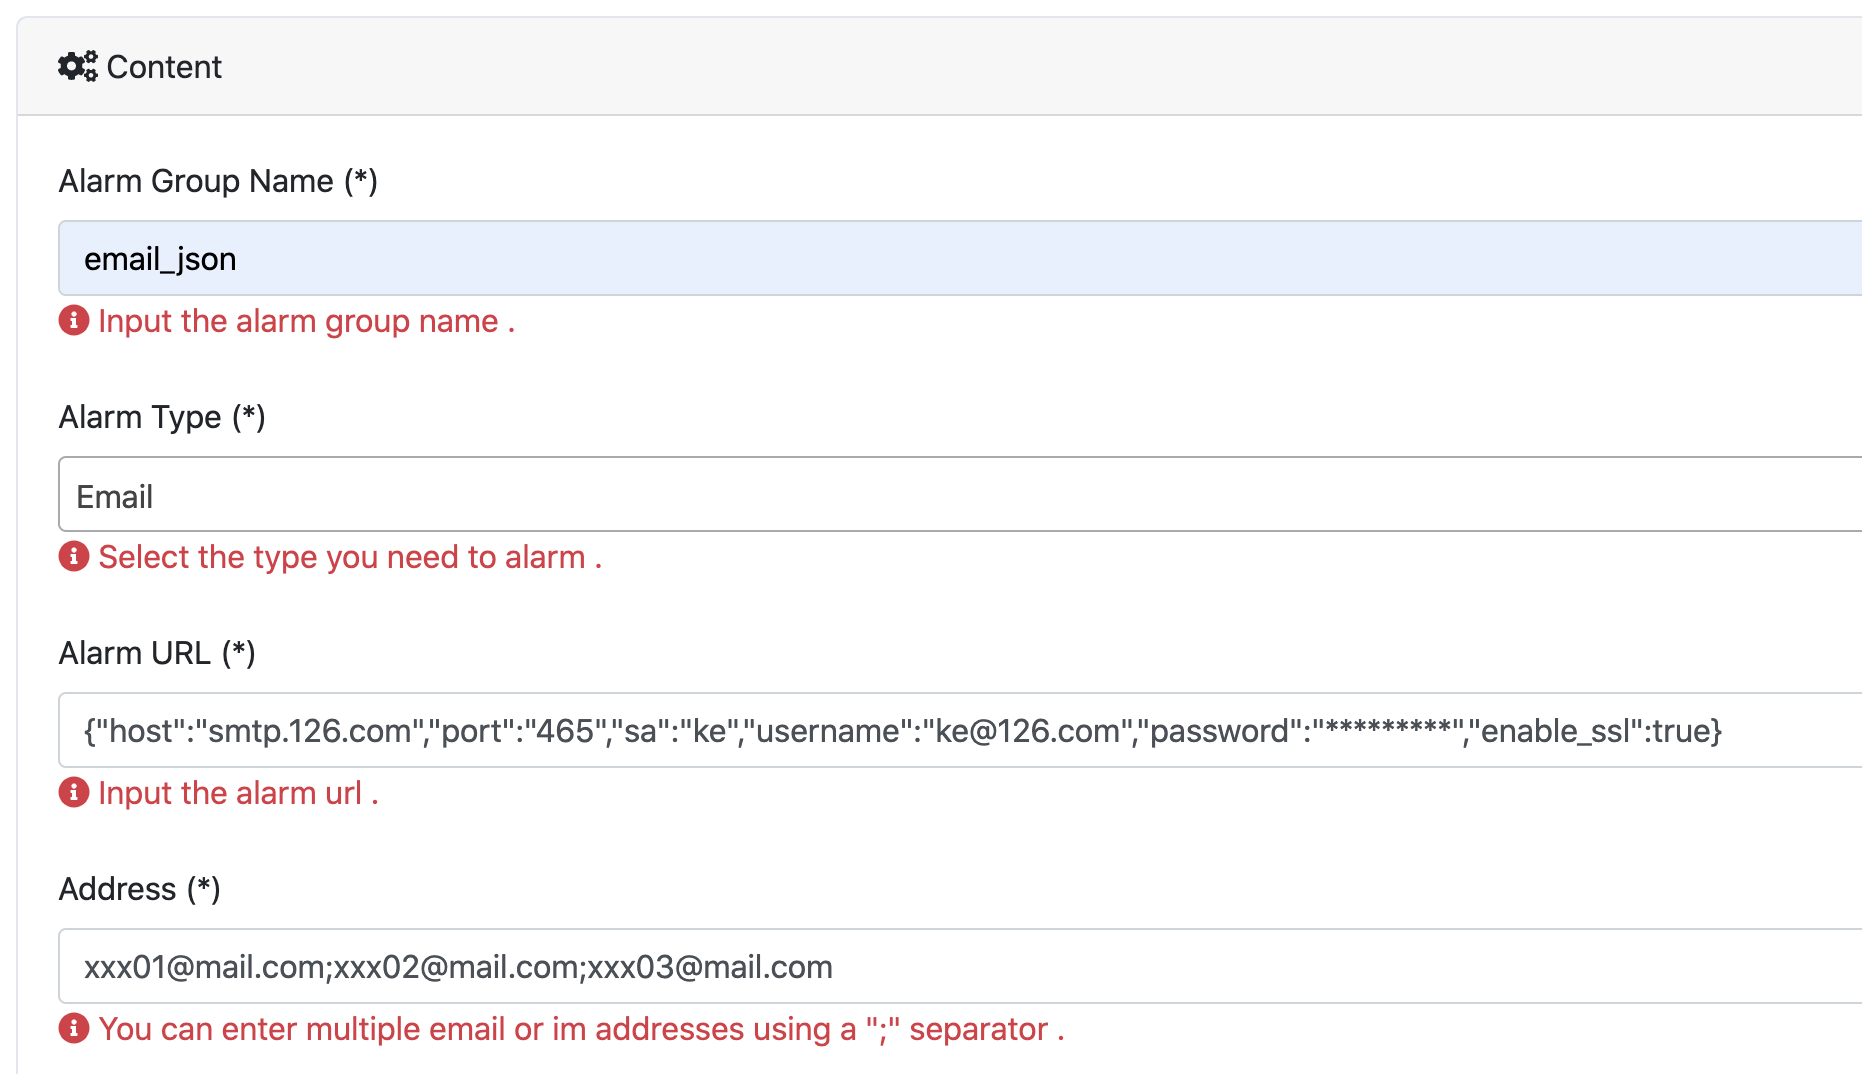 Content
Alarm Group Name (*)
email_json
Input the alarm group name .
Alarm Type (*)
Email
Select the type you need to alarm .
Alarm URL (*)
{"host":"smtp.126.com","port":"465","sa":"ke","username":"ke@126.com","password":"*********","enable_ssl":true}
Input the alarm url .
Address (*)
xxx01@mail.com;xxx02@mail.com;xxx03@mail.com
You can enter multiple email or im addresses using a ";" separator .